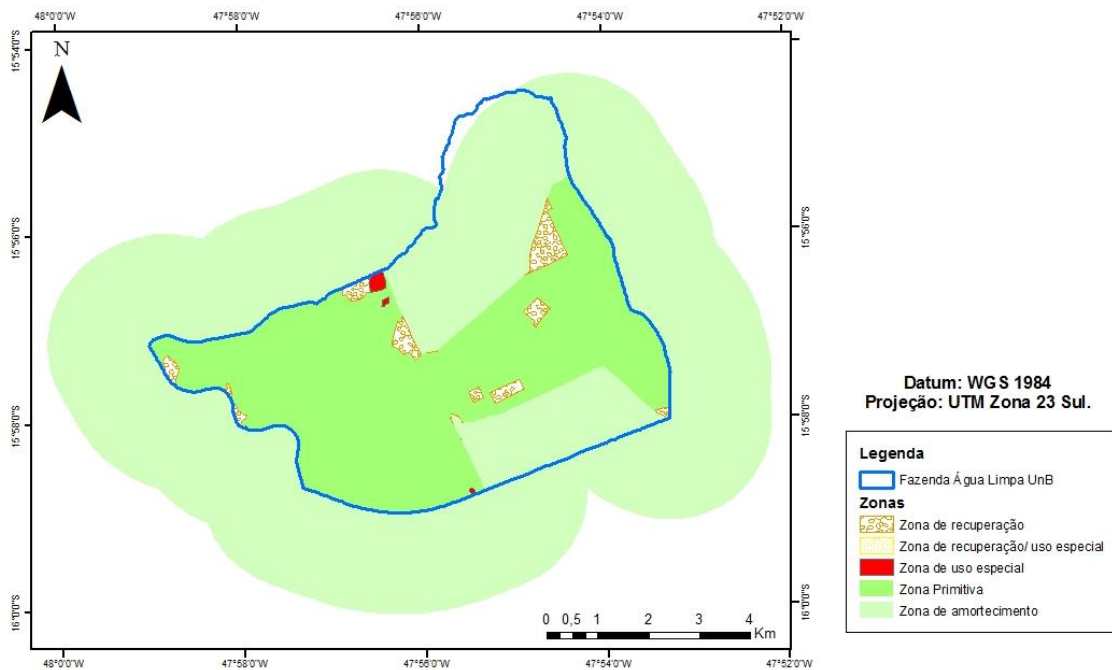 48°0'0"W 47°58'0"W 47°56'0"W 47°54'0"W 47°52'0"W
15°54'0"S
15°56'0"S
15°58'0"S
16°0'0"S
N
15°56'0"S
15°58'0"S
16°0'0"S
0 0,5 1 2 3 4
Km
48°0'0"W 47°58'0"W 47°56'0"W 47°54'0"W 47°52'0"W
Datum: WGS 1984
Projeção: UTM Zona 23 Sul.
Legenda
Fazenda Água Limpa UnB
Zonas
Zona de recuperação
Zona de recuperação/ uso especial
Zona de uso especial
Zona Primitiva
Zona de amortecimento